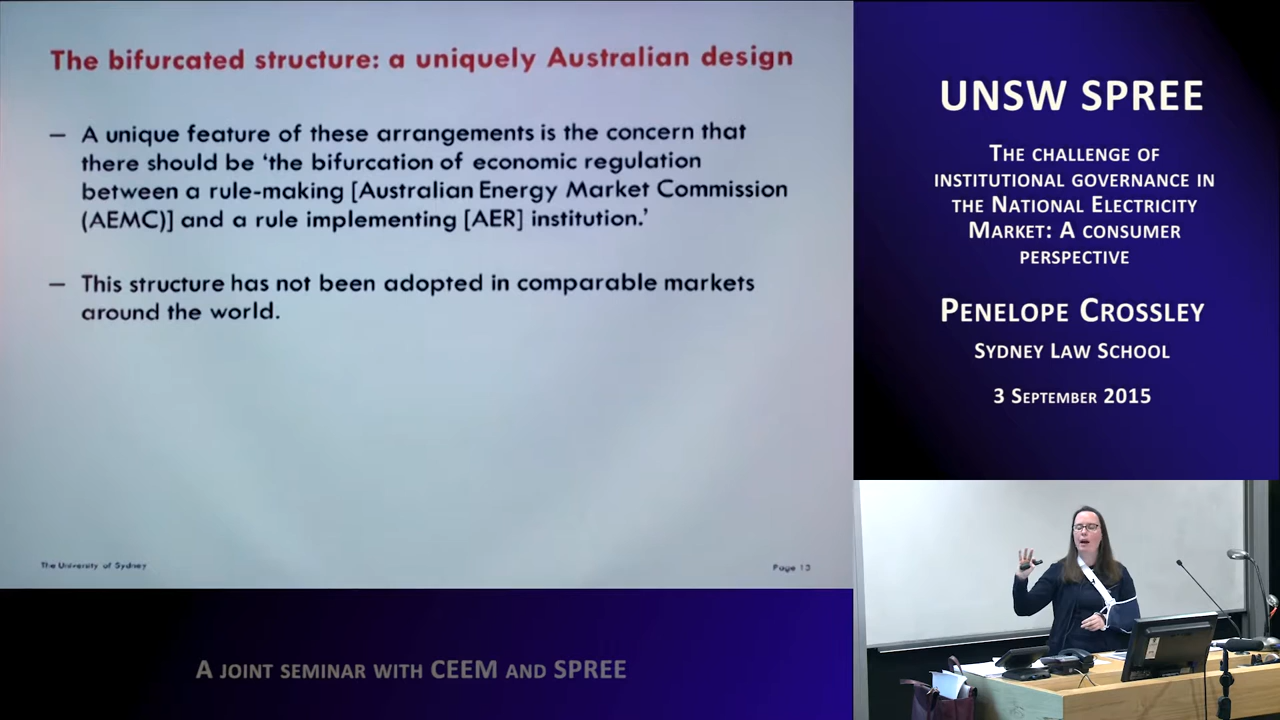 The bifurcated structure: a uniquely Australian design
– A unique feature of these arrangements is the concern that
there should be ‘the bifurcation of economic regulation
between a rule-making [Australian Energy Market Commission
(AEMC)] and a rule implementing [AER] institution.’
– This structure has not been adopted in comparable markets
around the world.
The University of Sydney
Page 13
UNSW SPREE
The challenge of
institutional governance in
the National Electricity
Market: A consumer
perspective
Penelope Crossley
Sydney Law School
3 September 2015
A joint seminar with CEEM and SPREE